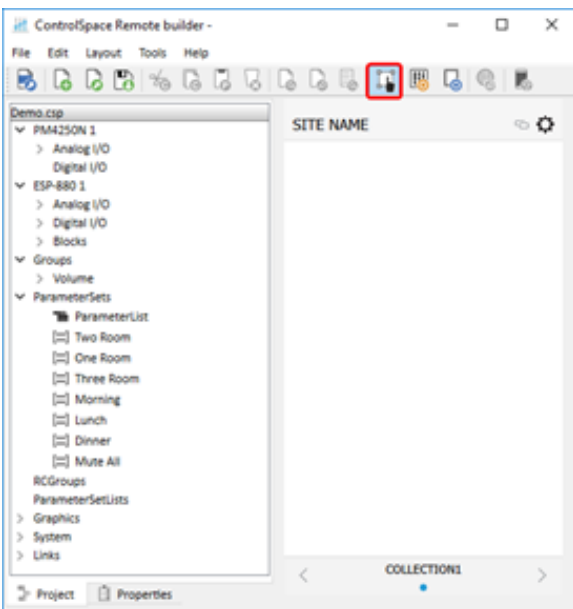 ControlSpace Remote builder -
File Edit Layout Tools Help
Demo.csp
PM4250N 1
Analog I/O
Digital I/O
ESP-880 1
Analog I/O
Digital I/O
Blocks
Groups
Volume
ParameterSets
ParameterList
Two Room
One Room
Three Room
Morning
Lunch
Dinner
Mute All
RCGroups
ParameterSetLists
Graphics
System
Links
Project Properties
SITE NAME
COLLECTION1